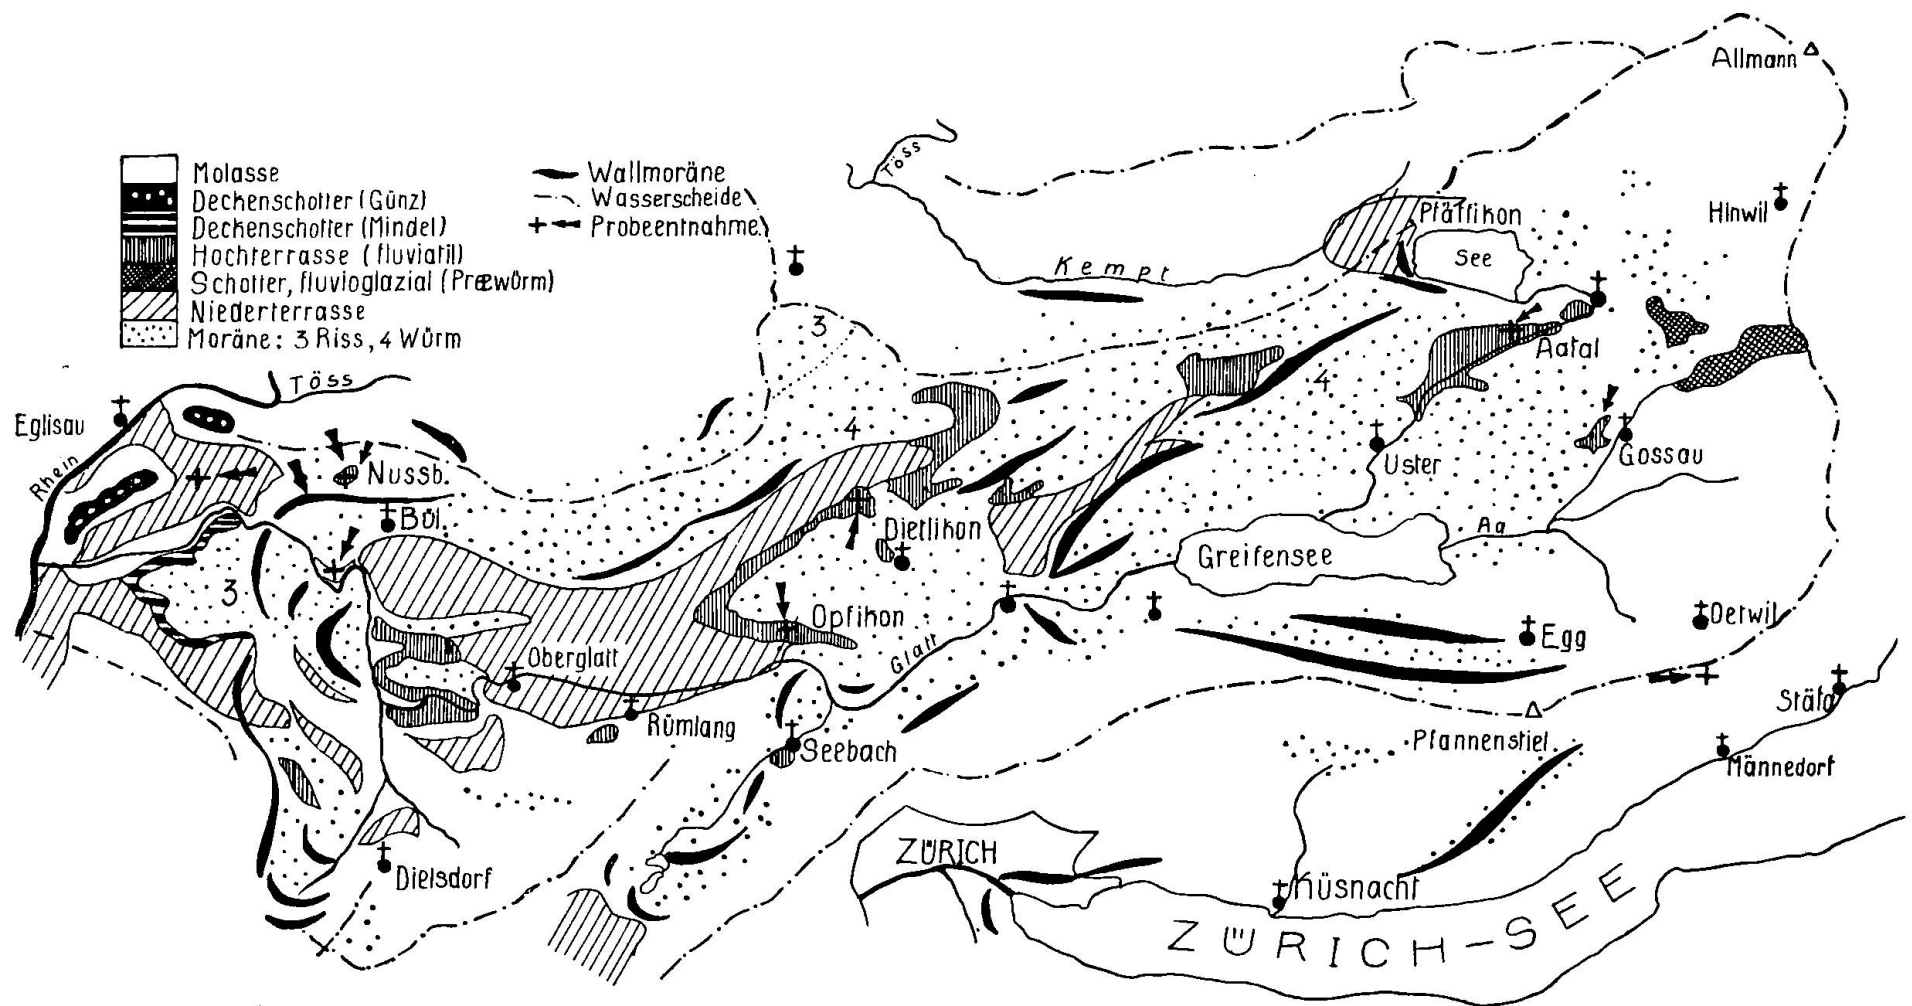 Molasse
Deckenschotter (Günz)
Deckenschotter (Mindel)
Hochterrasse (fluviatil)
Schotter, fluvioglazial (Præwürm)
Niederterrasse
Moräne: 3 Riss, 4 Würm
Wallmoräne
Wasserscheide
Probeentnahme
Allmann
Töss
Pfäffikon
See
Hinwil
Kempt
3
Aatal
4
Töss
Eglisau
Rhein
4
Nussb.
Uster
Gossau
Bül.
Dietlikon
Aa
Greifensee
3
Opfikon
Glatt
Egg
Oetwil
Oberglatt
Rümlang
Seebach
Stäfa
Pfannenstiel
Männedorf
ZÜRICH
Dielsdorf
Küsnacht
ZÜRICH-SEE